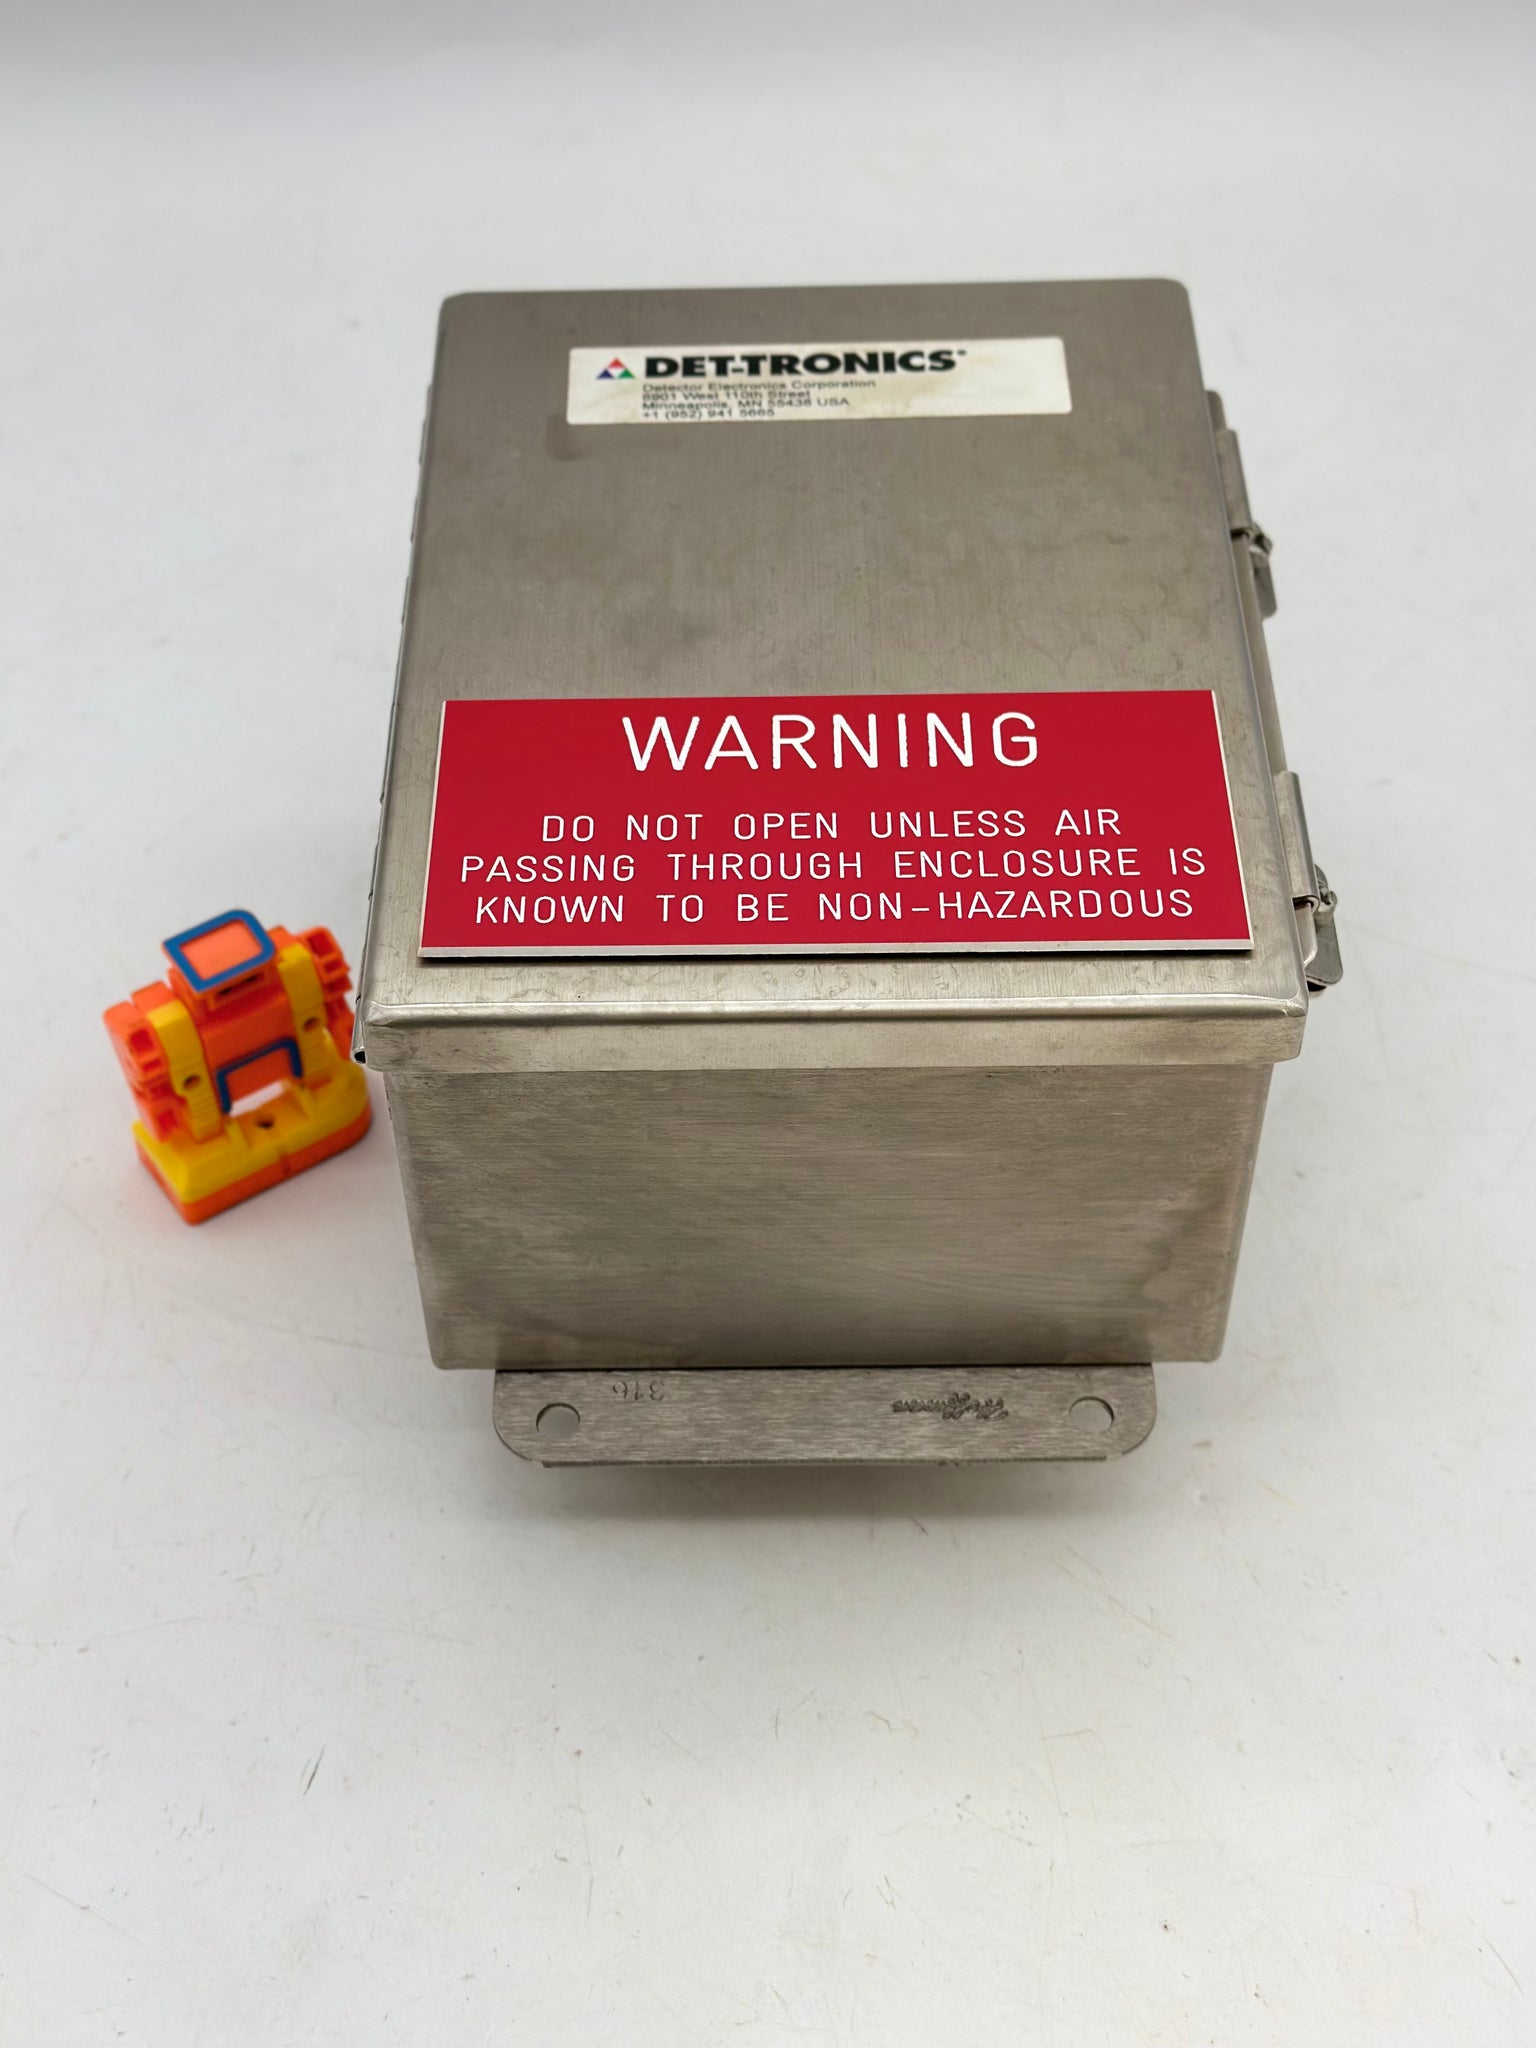 DET-TRONICS®
Detector Electronics Corporation
6901 West 110th Street
Minneapolis, MN 55438 USA
+1 (952) 941 5665
WARNING
DO NOT OPEN UNLESS AIR
PASSING THROUGH ENCLOSURE IS
KNOWN TO BE NON-HAZARDOUS
Hoffman